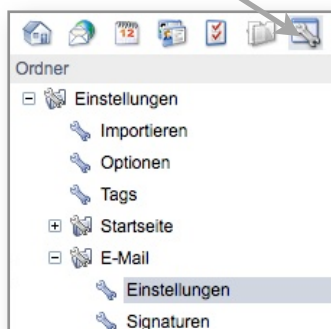 12
Ordner
Einstellungen
Importieren
Optionen
Tags
Startseite
E-Mail
Einstellungen
Signaturen